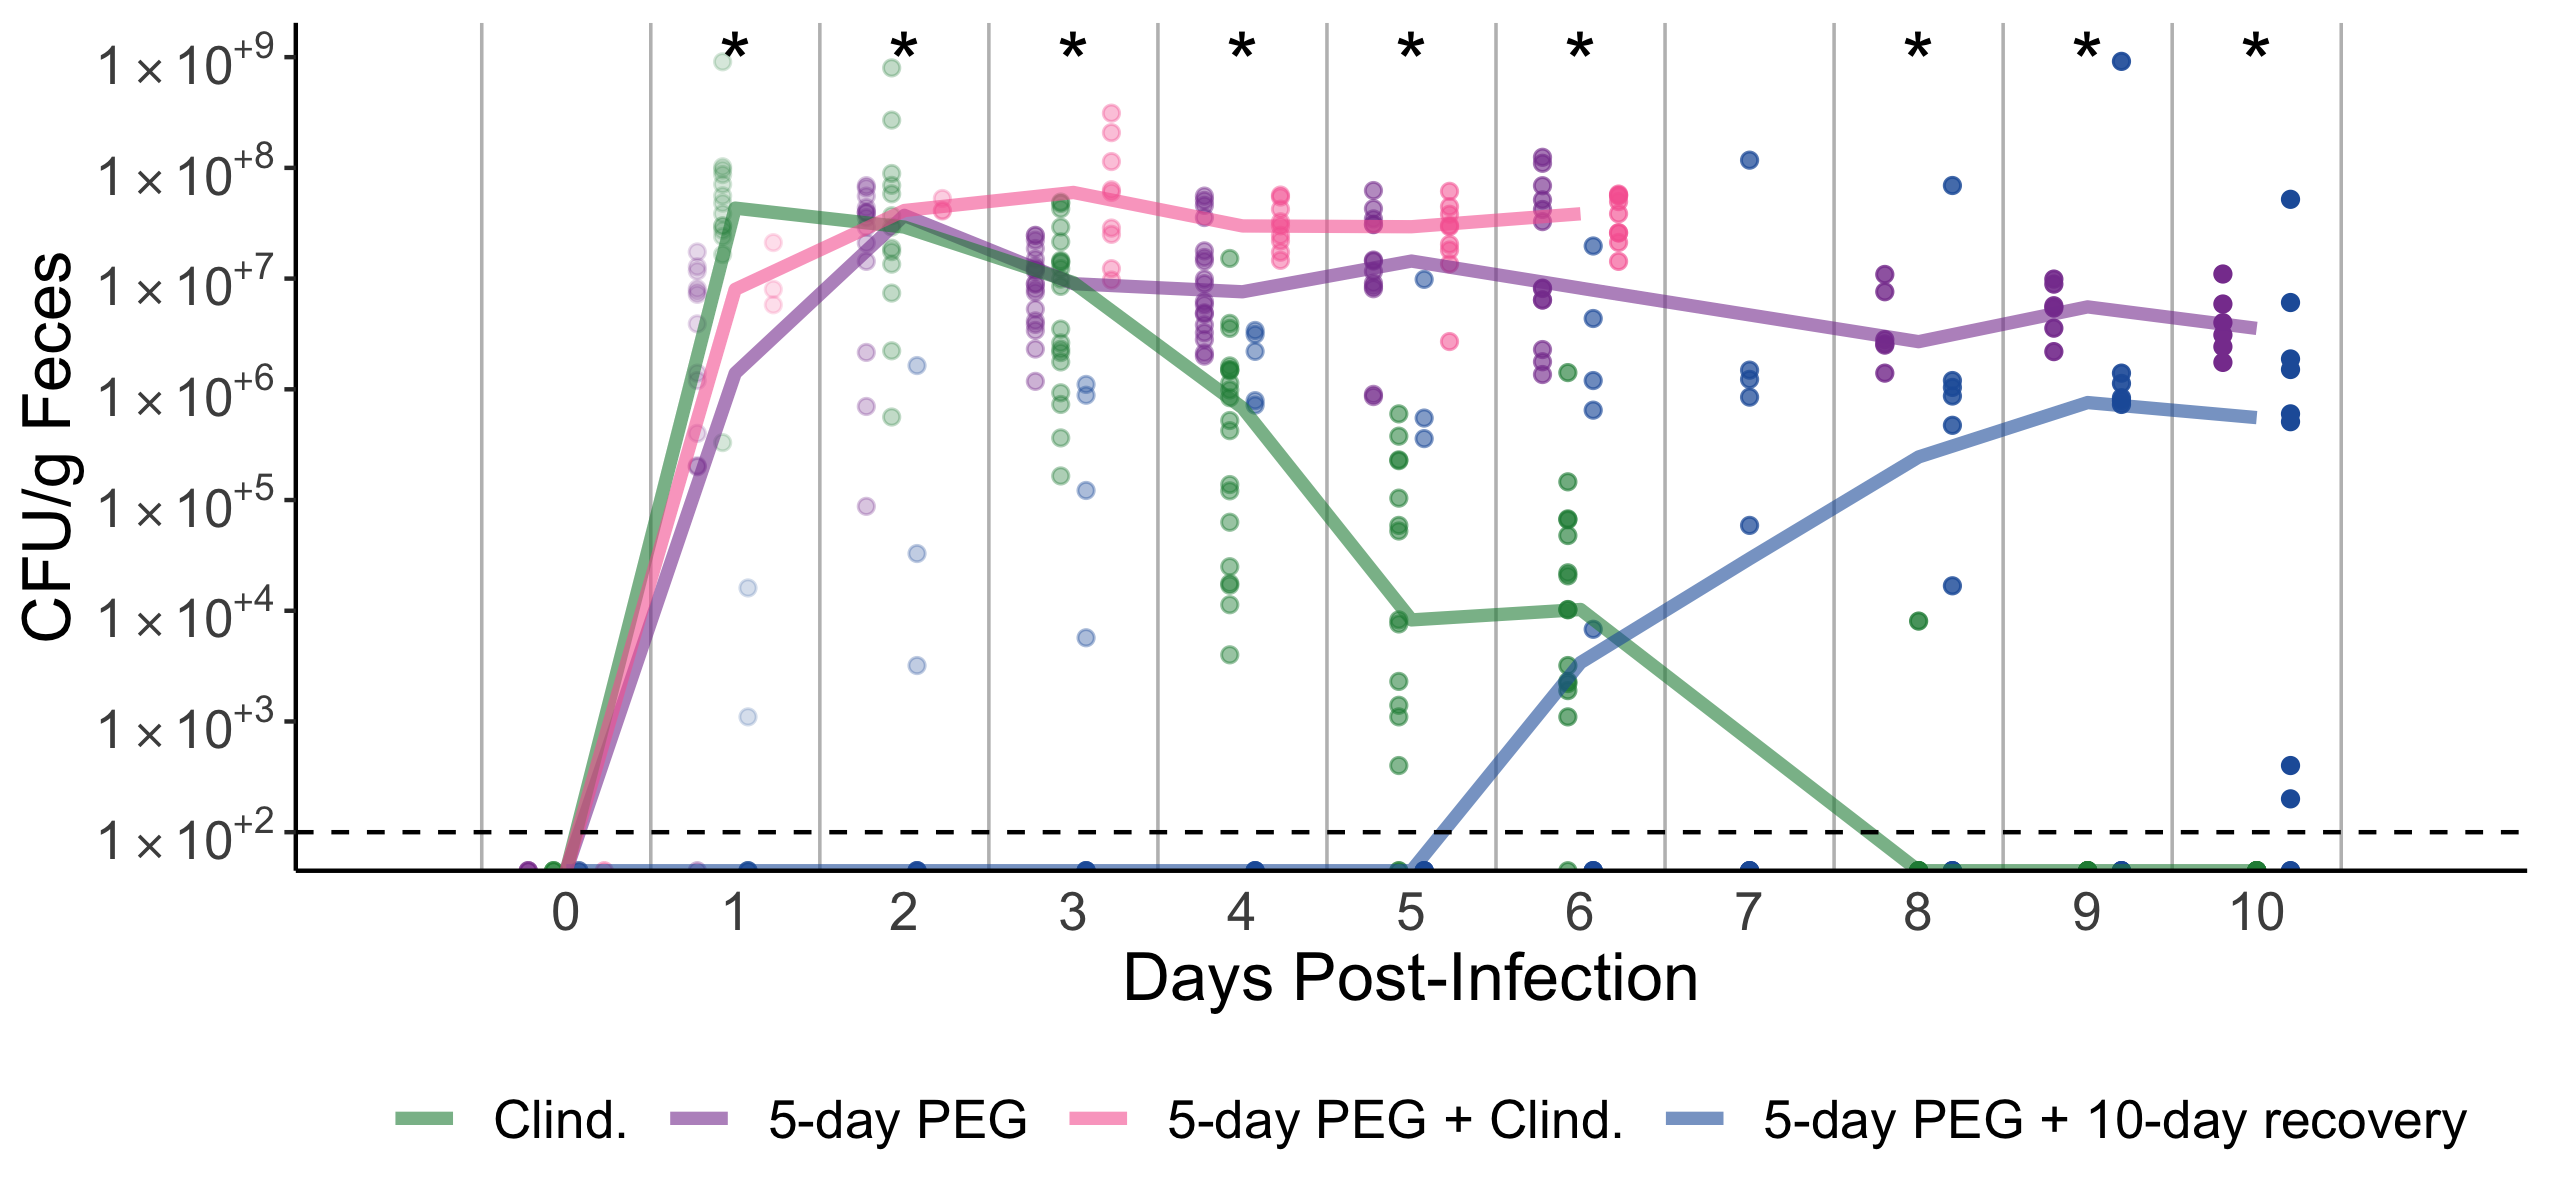 * * * * * * * * *
1 × 10⁺⁹
1 × 10⁺⁸
1 × 10⁺⁷
1 × 10⁺⁶
1 × 10⁺⁵
1 × 10⁺⁴
1 × 10⁺³
1 × 10⁺²
CFU/g Feces
0 1 2 3 4 5 6 7 8 9 10
Days Post-Infection
Clind. 5-day PEG 5-day PEG + Clind. 5-day PEG + 10-day recovery